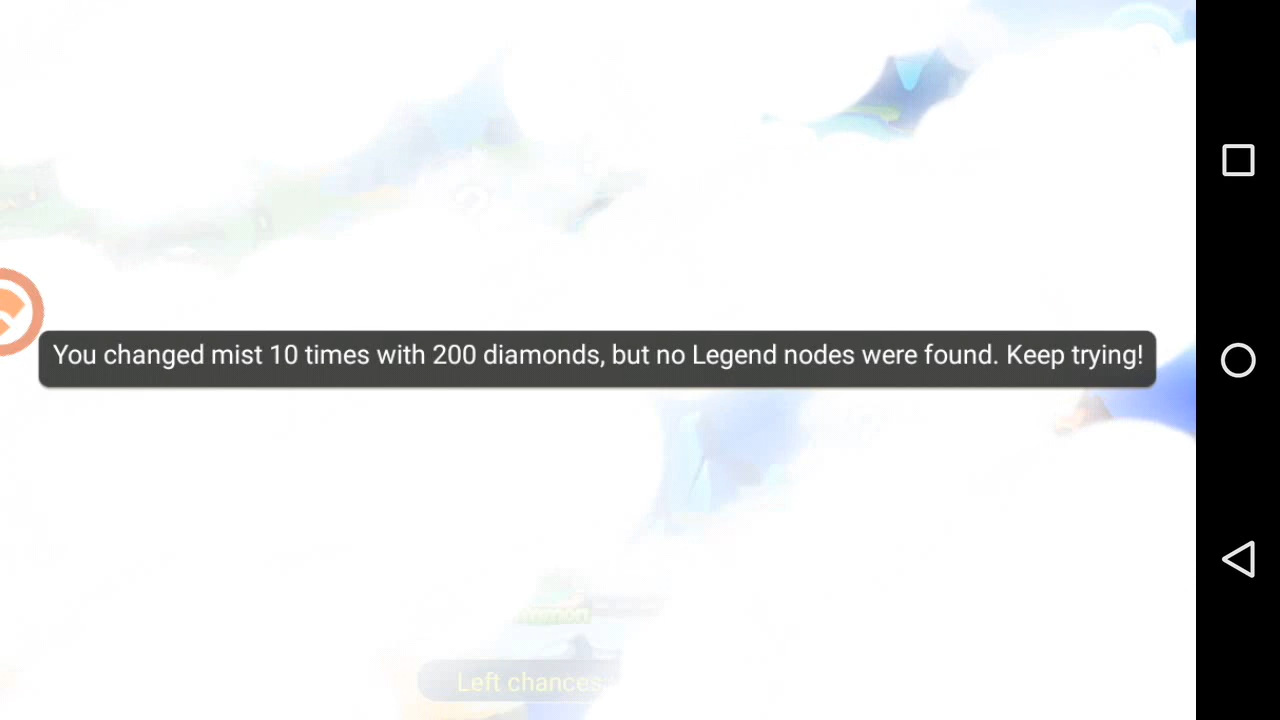 You changed mist 10 times with 200 diamonds, but no Legend nodes were found. Keep trying!
Left chances